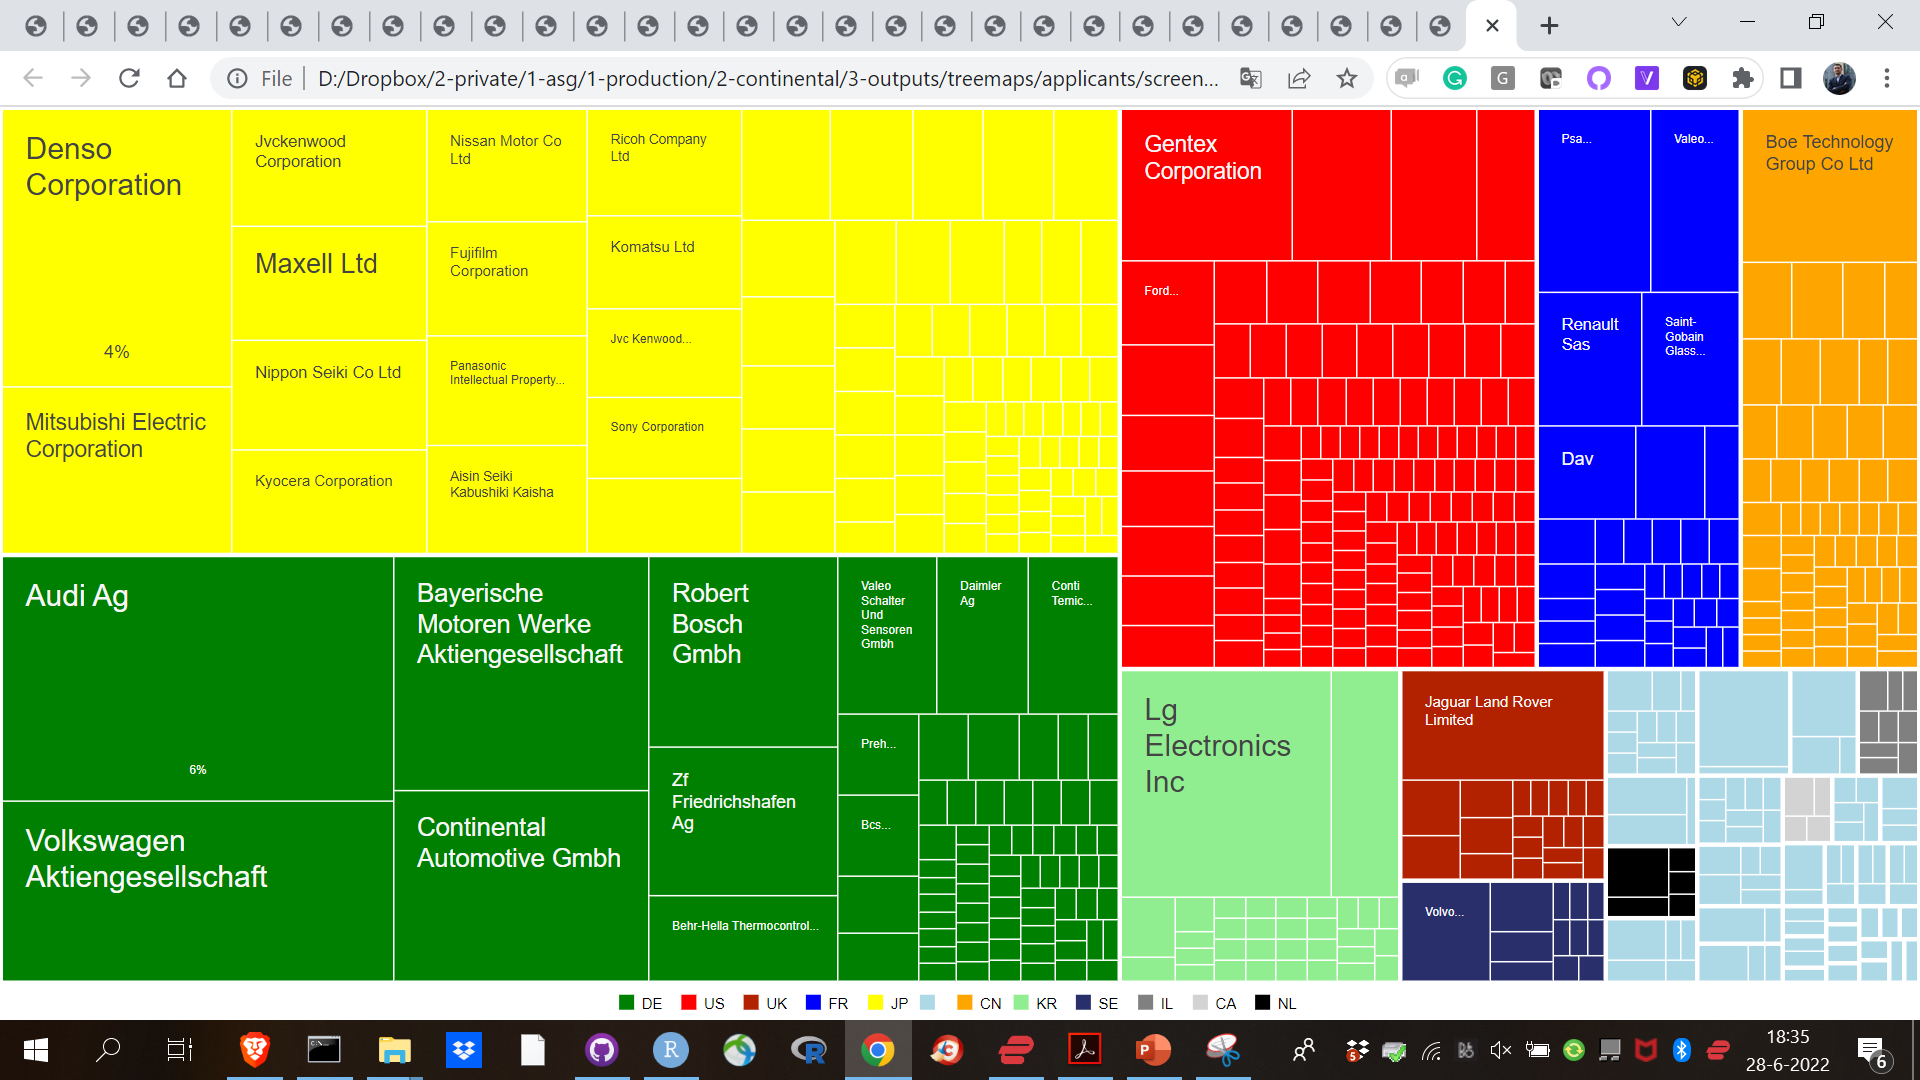 File
D:/Dropbox/2-private/1-asg/1-production/2-continental/3-outputs/treemaps/applicants/screen...
Denso
Corporation
4%
Mitsubishi Electric
Corporation
Jvckenwood
Corporation
Maxell Ltd
Nippon Seiki Co Ltd
Kyocera Corporation
Nissan Motor Co
Ltd
Fujifilm
Corporation
Panasonic
Intellectual Property...
Aisin Seiki
Kabushiki Kaisha
Ricoh Company
Ltd
Komatsu Ltd
Jvc Kenwood...
Sony Corporation
Gentex
Corporation
Ford...
Psa...
Valeo...
Renault
Sas
Saint-
Gobain
Glass...
Dav
Boe Technology
Group Co Ltd
Audi Ag
6%
Volkswagen
Aktiengesellschaft
Bayerische
Motoren Werke
Aktiengesellschaft
Continental
Automotive Gmbh
Robert
Bosch
Gmbh
Zf
Friedrichshafen
Ag
Behr-Hella Thermocontrol...
Valeo
Schalter
Und
Sensoren
Gmbh
Daimler
Ag
Conti
Temic...
Preh...
Bcs...
Lg
Electronics
Inc
Jaguar Land Rover
Limited
Volvo...
DE US UK FR JP CN KR SE IL CA NL
18:35
28-6-2022
6